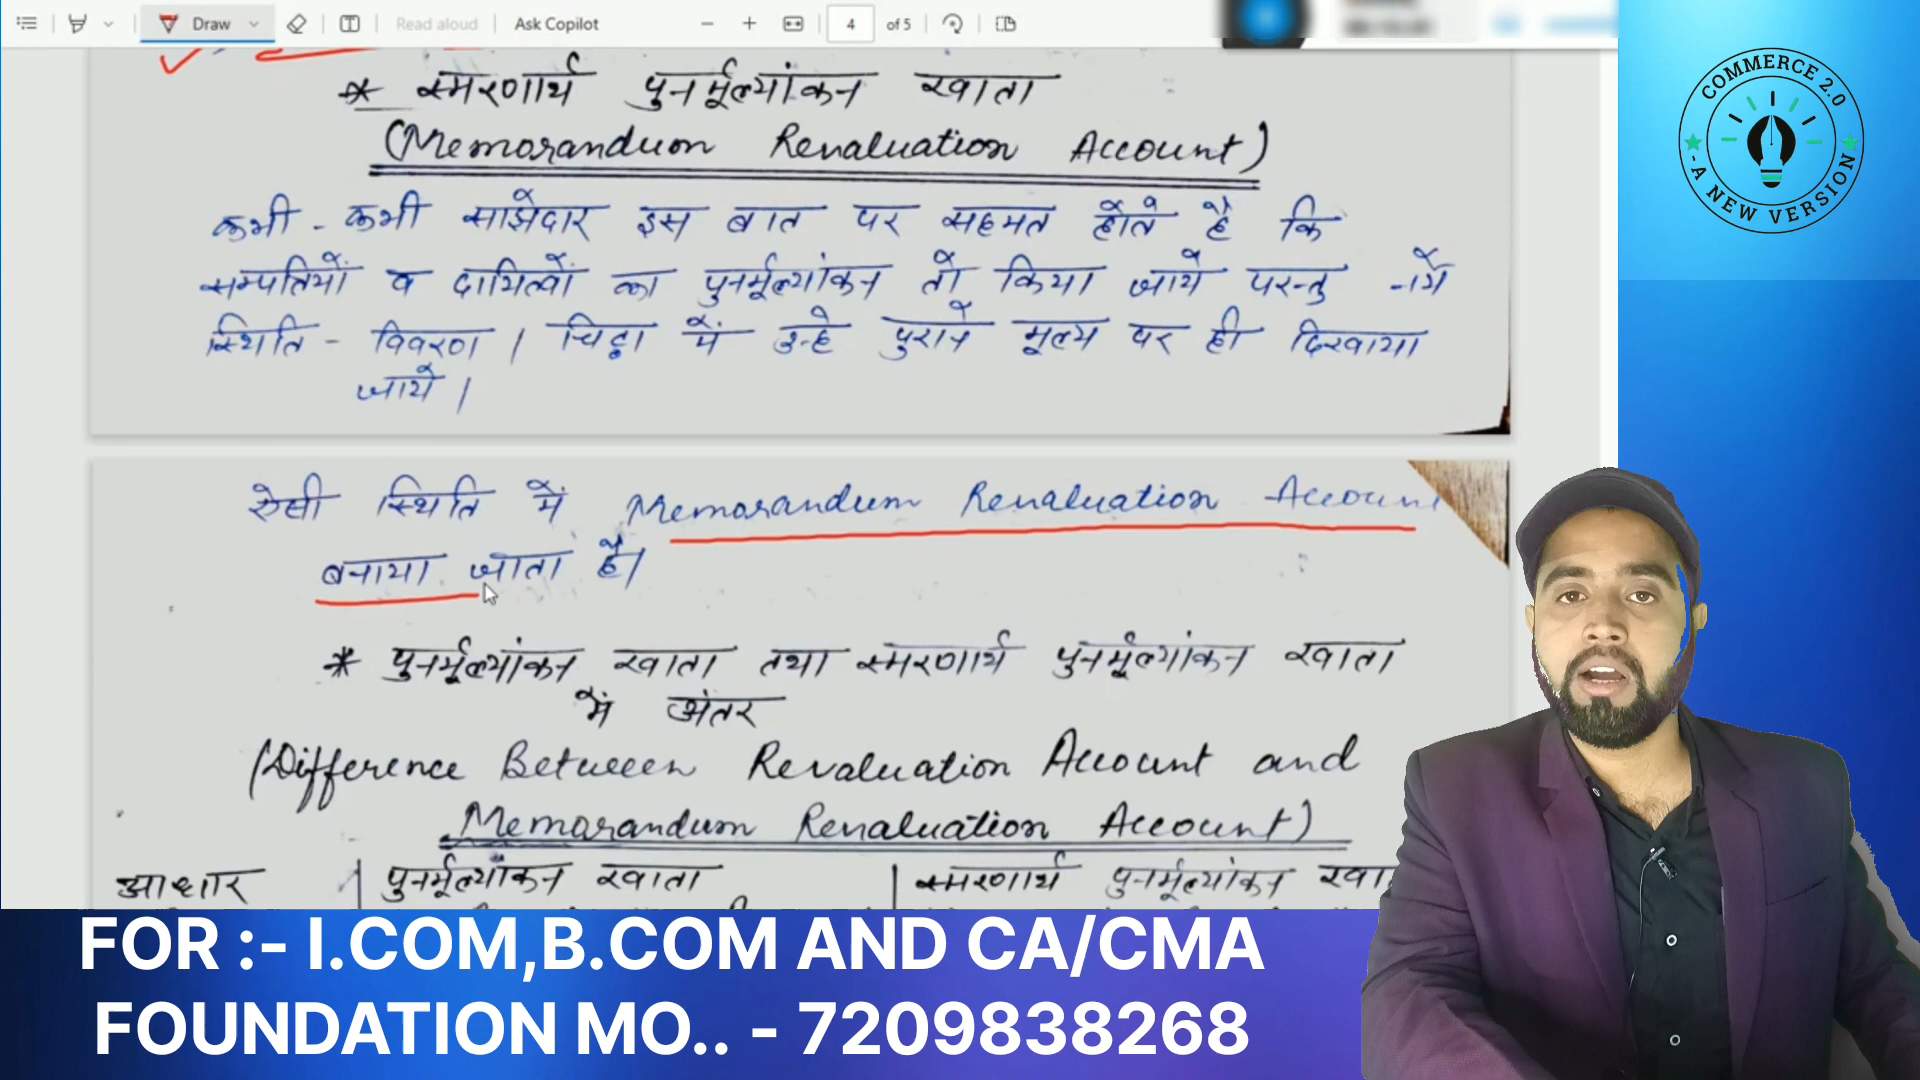 Draw
Read aloud
Ask Copilot
4
of 5
* स्मरणार्थ पुनर्मूल्यांकन खाता
(Memorandum Revaluation Account)
कभी - कभी साझेदार इस बात पर सहमत होते है कि
सम्पतियों व दायित्वों का पुनर्मूल्यांकन तो किया जाये परन्तु नये
स्थिति - विवरण / चिट्ठा में उन्हे पुराने मूल्य पर ही दिखाया
जाये।
ऐसी स्थिति में Memorandum Revaluation Account
बनाया जाता है।
* पुनर्मूल्यांकन खाता तथा स्मरणार्थ पुनर्मूल्यांकन खाता
में अंतर
(Difference Between Revaluation Account and
Memorandum Revaluation Account)
आधार | पुनर्मूल्यांकन खाता | स्मरणार्थ पुनर्मूल्यांकन
COMMERCE 2.0
-A NEW VERSION
FOR :- I.COM,B.COM AND CA/CMA
FOUNDATION MO.. - 7209838268